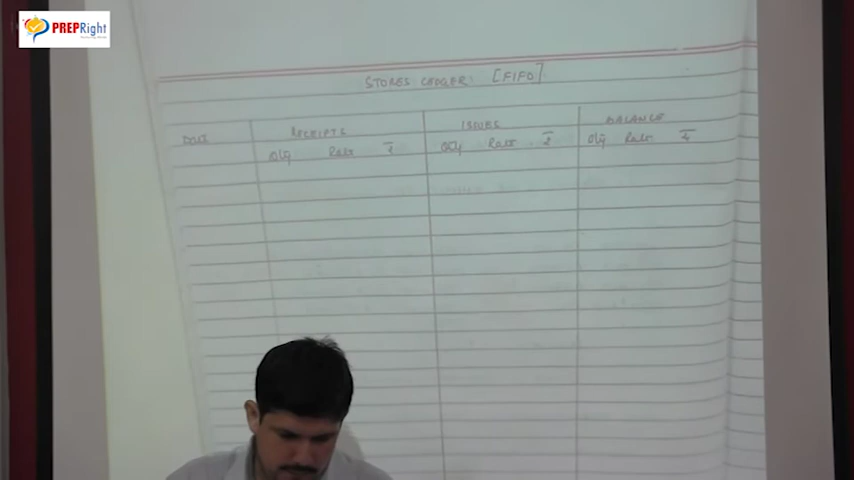 PREPRight
STORES LEDGER: [FIFO]
DATE RECEIPTS ISSUES BALANCE
Qty Rate ₹ Qty Rate ₹ Qty Rate ₹